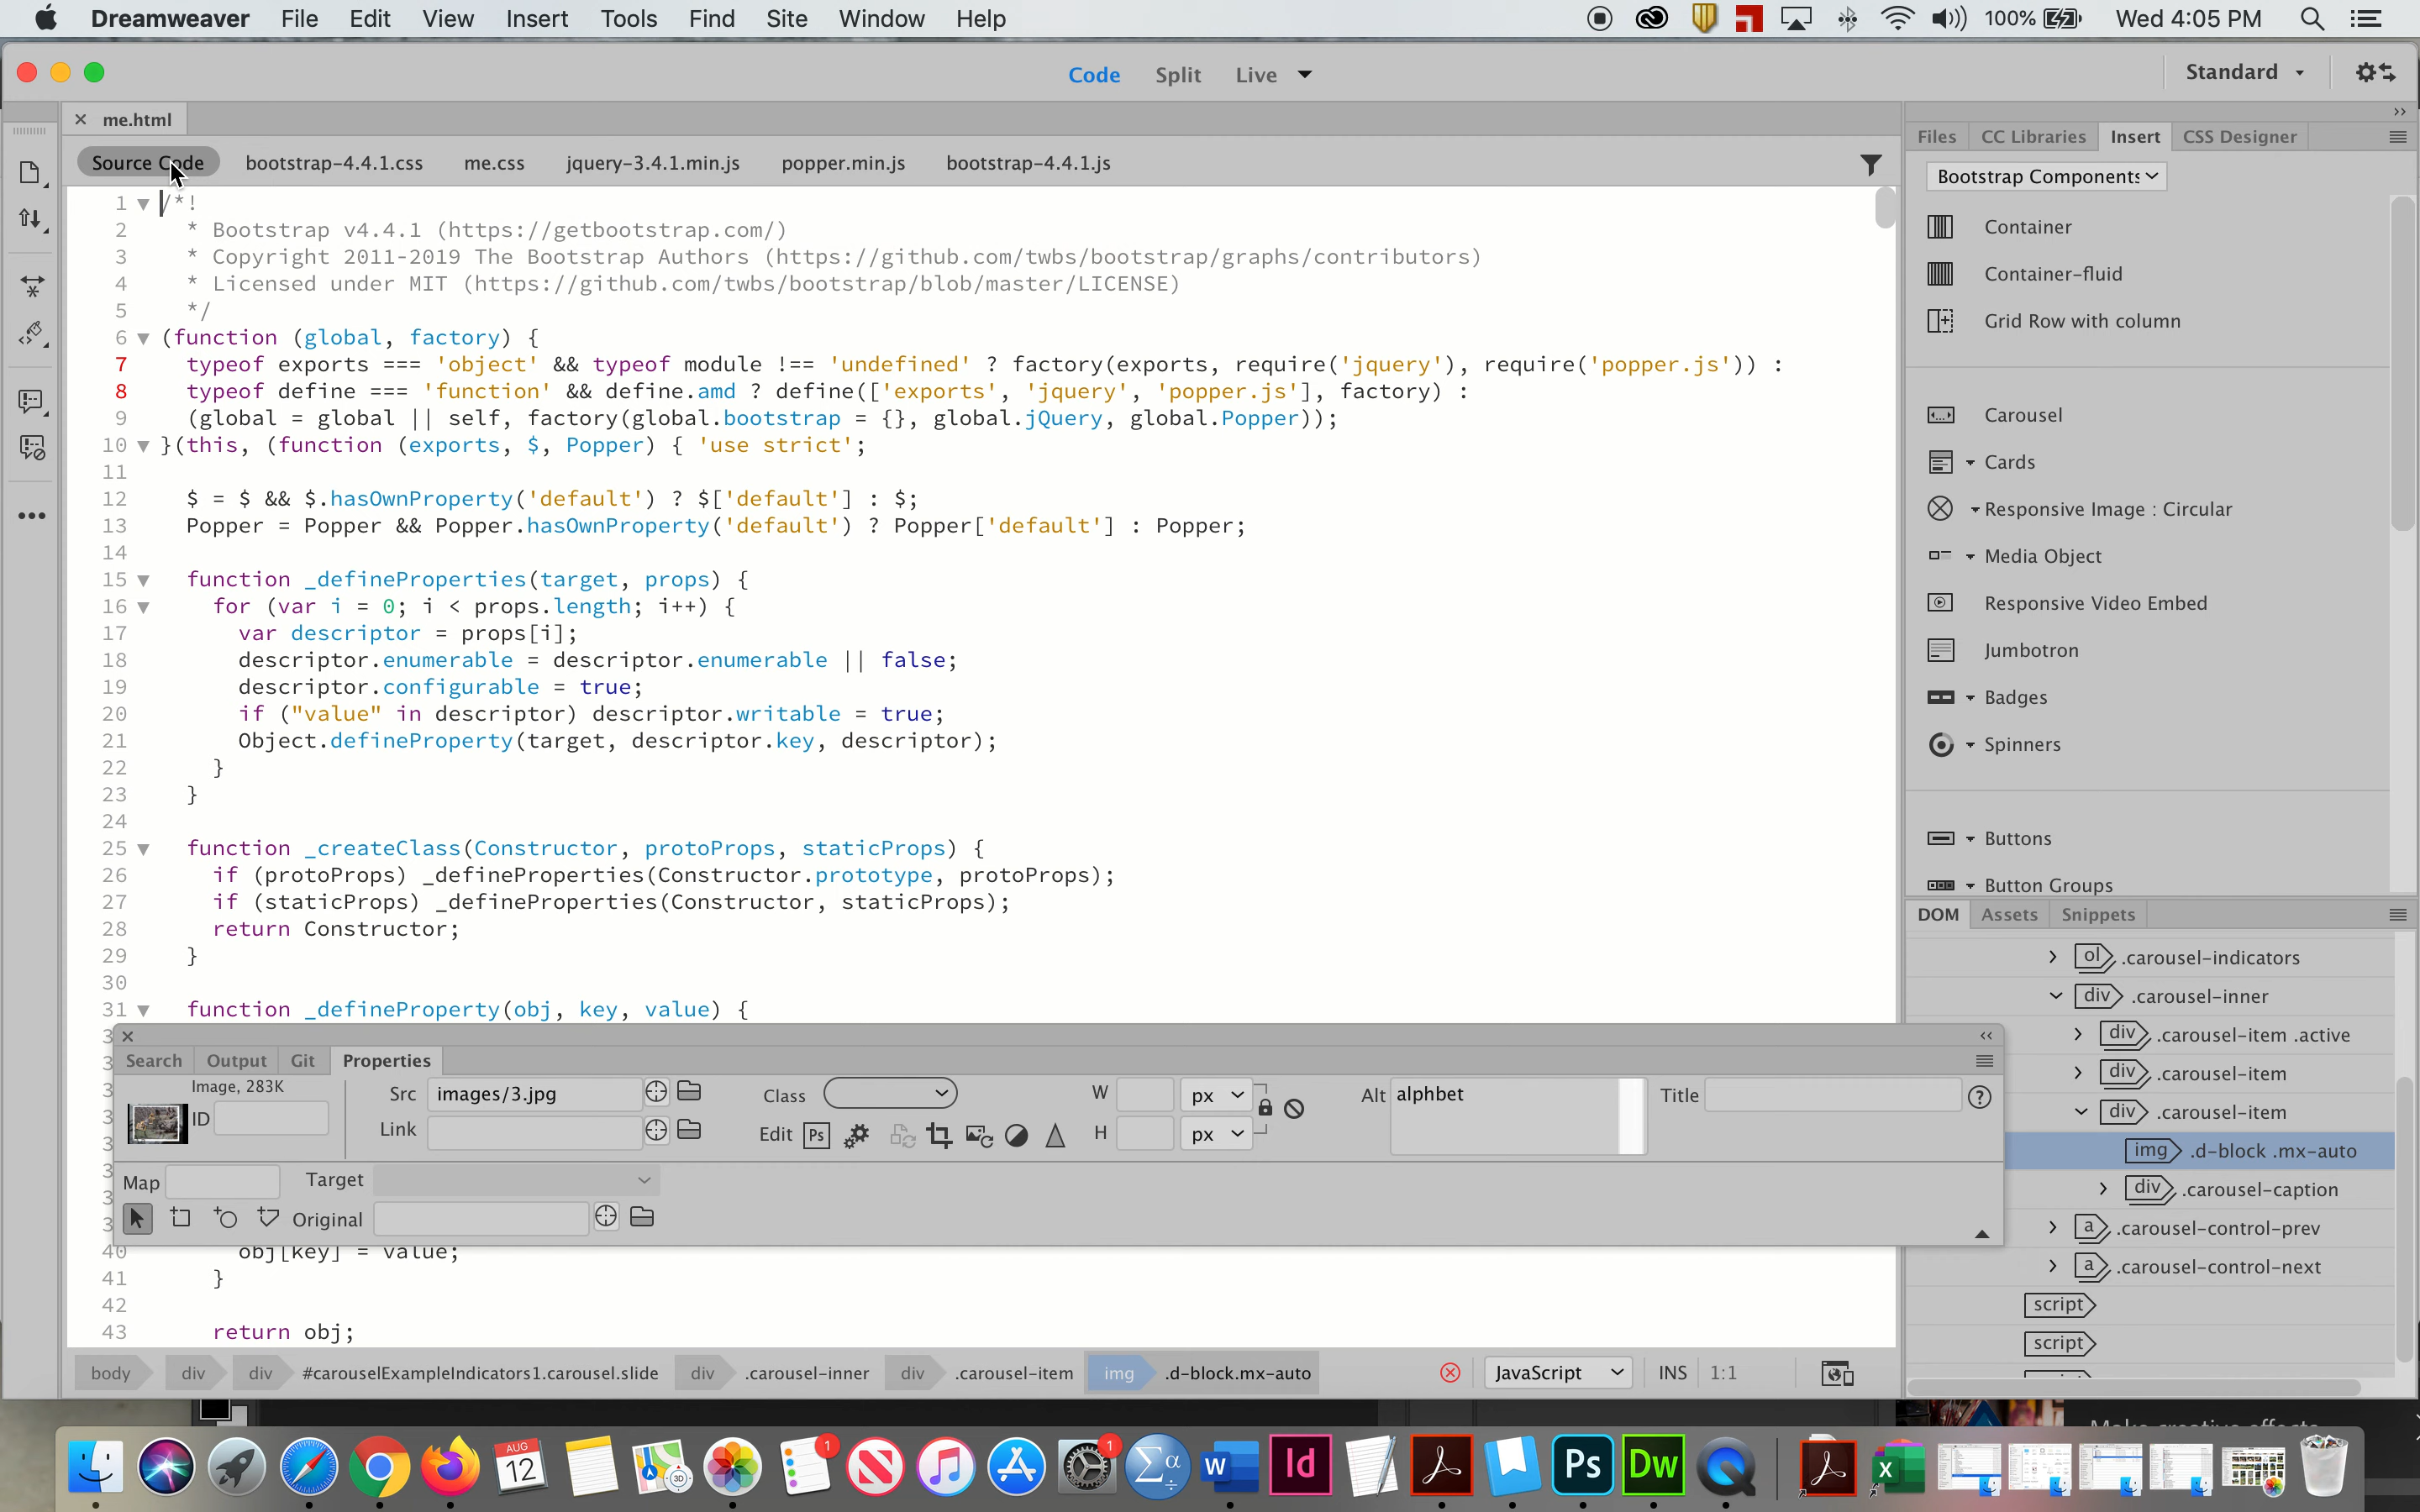 Dreamweaver File Edit View Insert Tools Find Site Window Help 100% Wed 4:05 PM
Code Split Live Standard
me.html
Source Code bootstrap-4.4.1.css me.css jquery-3.4.1.min.js popper.min.js bootstrap-4.4.1.js
1 /*!
2 * Bootstrap v4.4.1 (https://getbootstrap.com/)
3 * Copyright 2011-2019 The Bootstrap Authors (https://github.com/twbs/bootstrap/graphs/contributors)
4 * Licensed under MIT (https://github.com/twbs/bootstrap/blob/master/LICENSE)
5 */
6 (function (global, factory) {
7 typeof exports === 'object' && typeof module !== 'undefined' ? factory(exports, require('jquery'), require('popper.js')) :
8 typeof define === 'function' && define.amd ? define(['exports', 'jquery', 'popper.js'], factory) :
9 (global = global || self, factory(global.bootstrap = {}, global.jQuery, global.Popper));
10 }(this, (function (exports, $, Popper) { 'use strict';
11
12 $ = $ && $.hasOwnProperty('default') ? $['default'] : $;
13 Popper = Popper && Popper.hasOwnProperty('default') ? Popper['default'] : Popper;
14
15 function _defineProperties(target, props) {
16 for (var i = 0; i < props.length; i++) {
17 var descriptor = props[i];
18 descriptor.enumerable = descriptor.enumerable || false;
19 descriptor.configurable = true;
20 if ("value" in descriptor) descriptor.writable = true;
21 Object.defineProperty(target, descriptor.key, descriptor);
22 }
23 }
24
25 function _createClass(Constructor, protoProps, staticProps) {
26 if (protoProps) _defineProperties(Constructor.prototype, protoProps);
27 if (staticProps) _defineProperties(Constructor, staticProps);
28 return Constructor;
29 }
30
31 function _defineProperty(obj, key, value) {
Search Output Git Properties
Image, 283K
ID
Src images/3.jpg
Class
W px
Alt alphbet
Title
Link
Edit Ps
H px
Map
Target
Original
40 obj[key] = value;
41 }
42
43 return obj;
body div div #carouselExampleIndicators1.carousel.slide div .carousel-inner div .carousel-item img .d-block.mx-auto JavaScript INS 1:1
Files CC Libraries Insert CSS Designer
Bootstrap Components
Container
Container-fluid
Grid Row with column
Carousel
Cards
Responsive Image : Circular
Media Object
Responsive Video Embed
Jumbotron
Badges
Spinners
Buttons
Button Groups
DOM Assets Snippets
ol .carousel-indicators
div .carousel-inner
div .carousel-item .active
div .carousel-item
div .carousel-item
img .d-block .mx-auto
div .carousel-caption
a .carousel-control-prev
a .carousel-control-next
script
script
AUG
12
3D
1
1
W
Id
Ps
Dw
X